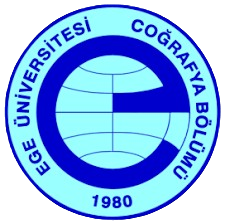 EGE ÜNİVERSİTESİ
COĞRAFYA BÖLÜMÜ
1980